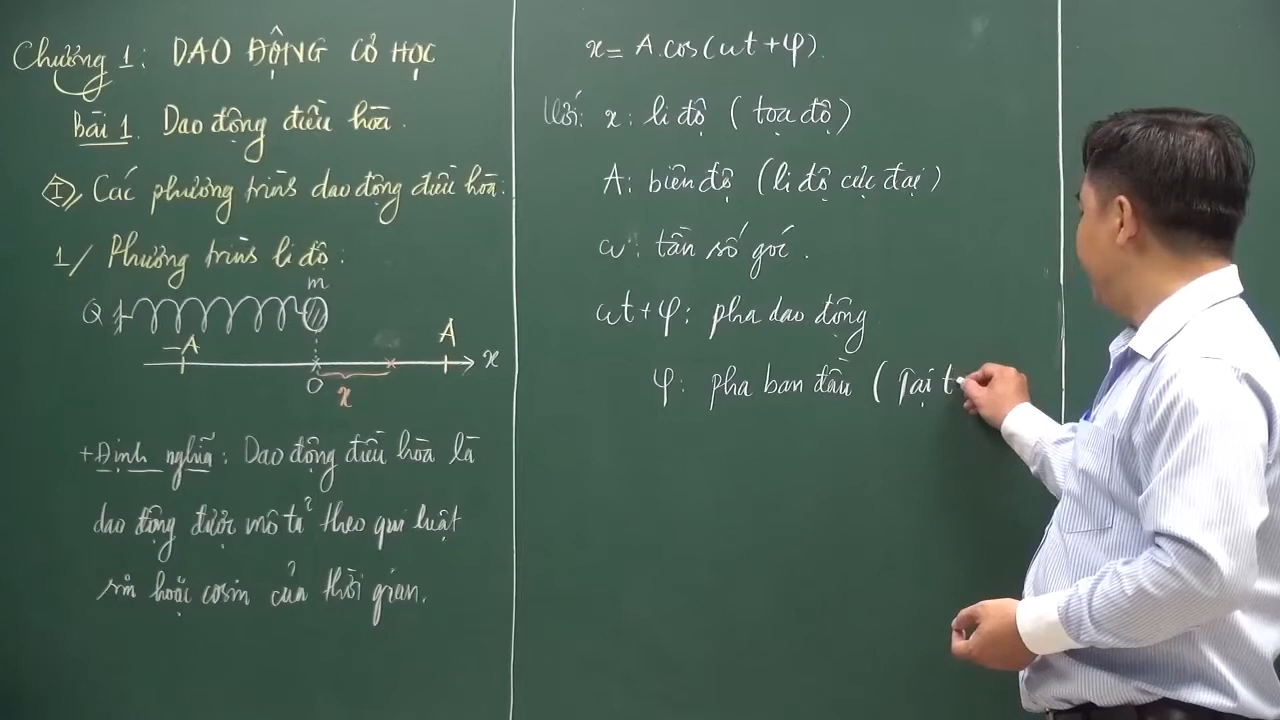 Chương 1: DAO ĐỘNG CƠ HỌC
Bài 1. Dao động điều hòa.
I, Các phương trình dao động điều hòa:
1/ Phương trình li độ:
m
Q
-A
A
x
O
x
+Định nghĩa: Dao động điều hòa là
dao động được mô tả theo qui luật
sin hoặc cosin của thời gian.
x = A.cos(ωt+φ).
Với: x: li độ (tọa độ)
A: biên độ (li độ cực đại)
ω: tần số góc.
ωt+φ: pha dao động
φ: pha ban đầu (Tại t